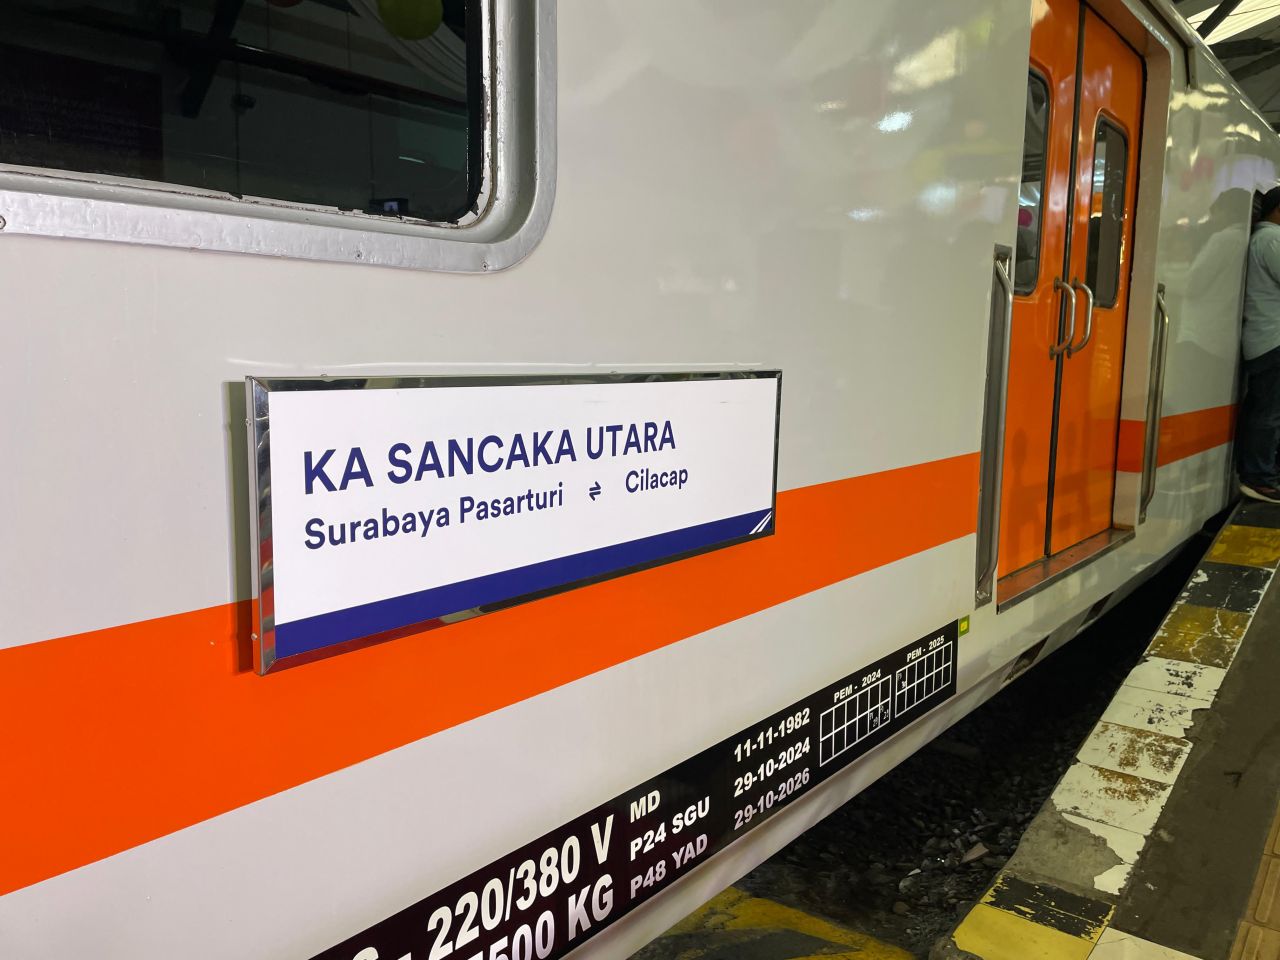 KA SANCAKA UTARA
Surabaya Pasarturi ⇌ Cilacap
220/380 V
500 KG
MD 11-11-1982
P24 SGU 29-10-2024
P48 YAD 29-10-2026
PEM - 2024
PEM - 2025